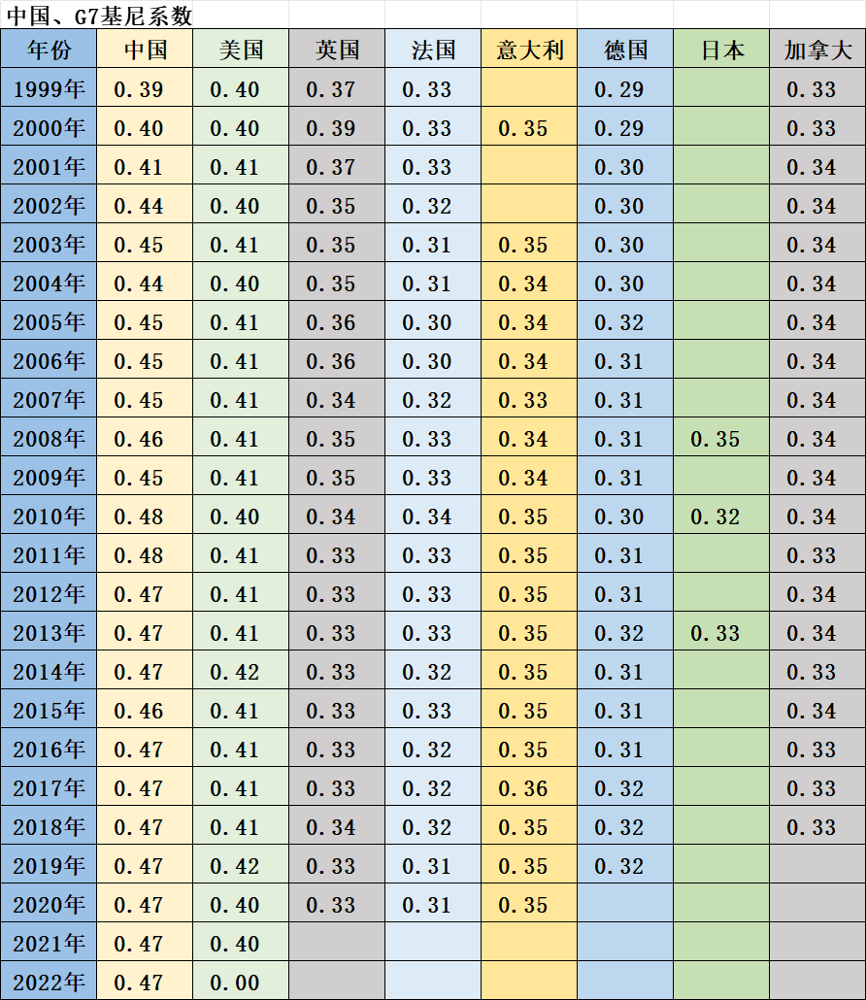 中国、G7基尼系数
年份 中国 美国 英国 法国 意大利 德国 日本 加拿大
1999年 0.39 0.40 0.37 0.33 0.29 0.33
2000年 0.40 0.40 0.39 0.33 0.35 0.29 0.33
2001年 0.41 0.41 0.37 0.33 0.30 0.34
2002年 0.44 0.40 0.35 0.32 0.30 0.34
2003年 0.45 0.41 0.35 0.31 0.35 0.30 0.34
2004年 0.44 0.40 0.35 0.31 0.34 0.30 0.34
2005年 0.45 0.41 0.36 0.30 0.34 0.32 0.34
2006年 0.45 0.41 0.36 0.30 0.34 0.31 0.34
2007年 0.45 0.41 0.34 0.32 0.33 0.31 0.34
2008年 0.46 0.41 0.35 0.33 0.34 0.31 0.35 0.34
2009年 0.45 0.41 0.35 0.33 0.34 0.31 0.34
2010年 0.48 0.40 0.34 0.34 0.35 0.30 0.32 0.34
2011年 0.48 0.41 0.33 0.33 0.35 0.31 0.33
2012年 0.47 0.41 0.33 0.33 0.35 0.31 0.34
2013年 0.47 0.41 0.33 0.33 0.35 0.32 0.33 0.34
2014年 0.47 0.42 0.33 0.32 0.35 0.31 0.33
2015年 0.46 0.41 0.33 0.33 0.35 0.31 0.34
2016年 0.47 0.41 0.33 0.32 0.35 0.31 0.33
2017年 0.47 0.41 0.33 0.32 0.36 0.32 0.33
2018年 0.47 0.41 0.34 0.32 0.35 0.32 0.33
2019年 0.47 0.42 0.33 0.31 0.35 0.32
2020年 0.47 0.40 0.33 0.31 0.35
2021年 0.47 0.40
2022年 0.47 0.00